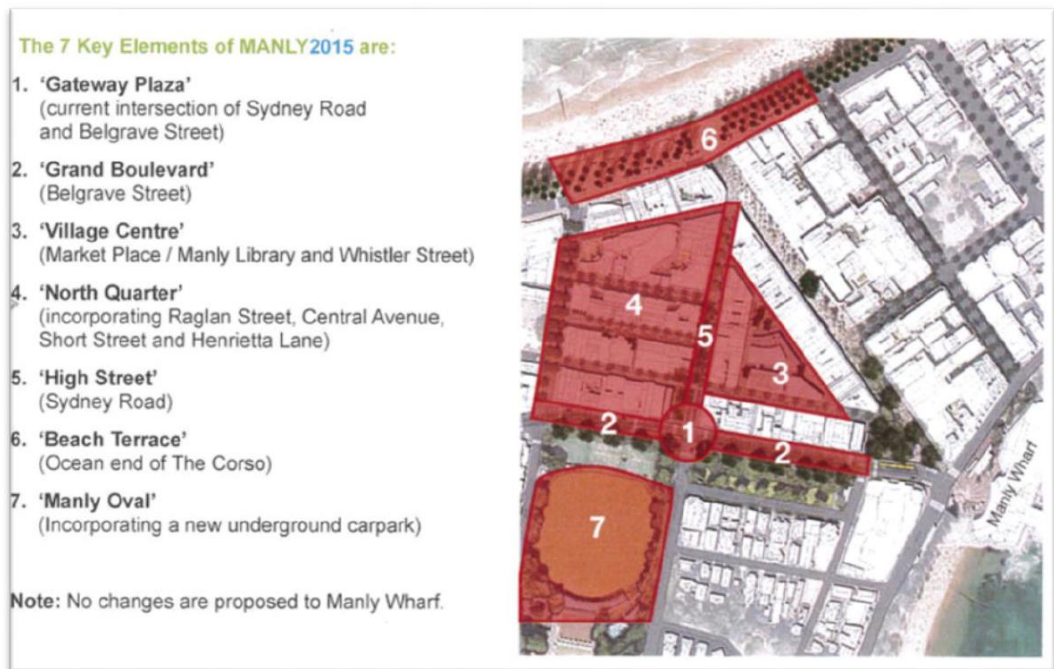 The 7 Key Elements of MANLY2015 are:
1. ‘Gateway Plaza’
(current intersection of Sydney Road
and Belgrave Street)
2. ‘Grand Boulevard’
(Belgrave Street)
3. ‘Village Centre’
(Market Place / Manly Library and Whistler Street)
4. ‘North Quarter’
(incorporating Raglan Street, Central Avenue,
Short Street and Henrietta Lane)
5. ‘High Street’
(Sydney Road)
6. ‘Beach Terrace’
(Ocean end of The Corso)
7. ‘Manly Oval’
(Incorporating a new underground carpark)
Note: No changes are proposed to Manly Wharf.
6
4
5
3
2
1
2
7
Manly Wharf